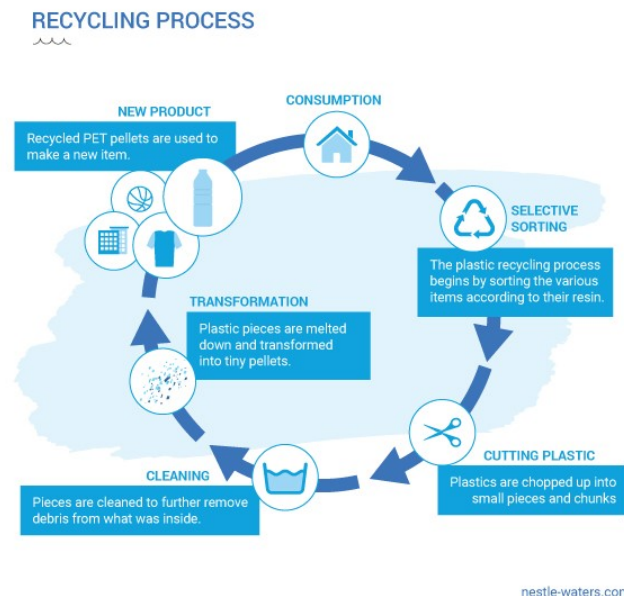 RECYCLING PROCESS
CONSUMPTION
NEW PRODUCT
Recycled PET pellets are used to
make a new item.
SELECTIVE
SORTING
The plastic recycling process
begins by sorting the various
items according to their resin.
TRANSFORMATION
Plastic pieces are melted
down and transformed
into tiny pellets.
CUTTING PLASTIC
Plastics are chopped up into
small pieces and chunks
CLEANING
Pieces are cleaned to further remove
debris from what was inside.
nestle-waters.com